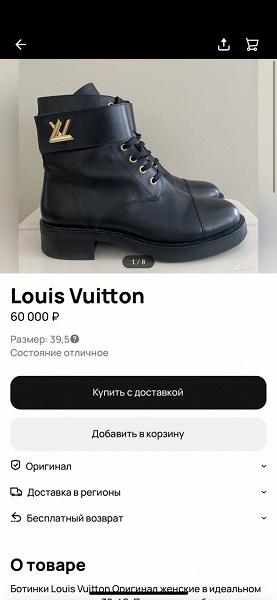 1 / 8
Louis Vuitton
60 000 ₽
Размер: 39,5
Состояние отличное
Купить с доставкой
Добавить в корзину
Оригинал
Доставка в регионы
Бесплатный возврат
О товаре
Ботинки Louis Vuitton Оригинал женские в идеальном